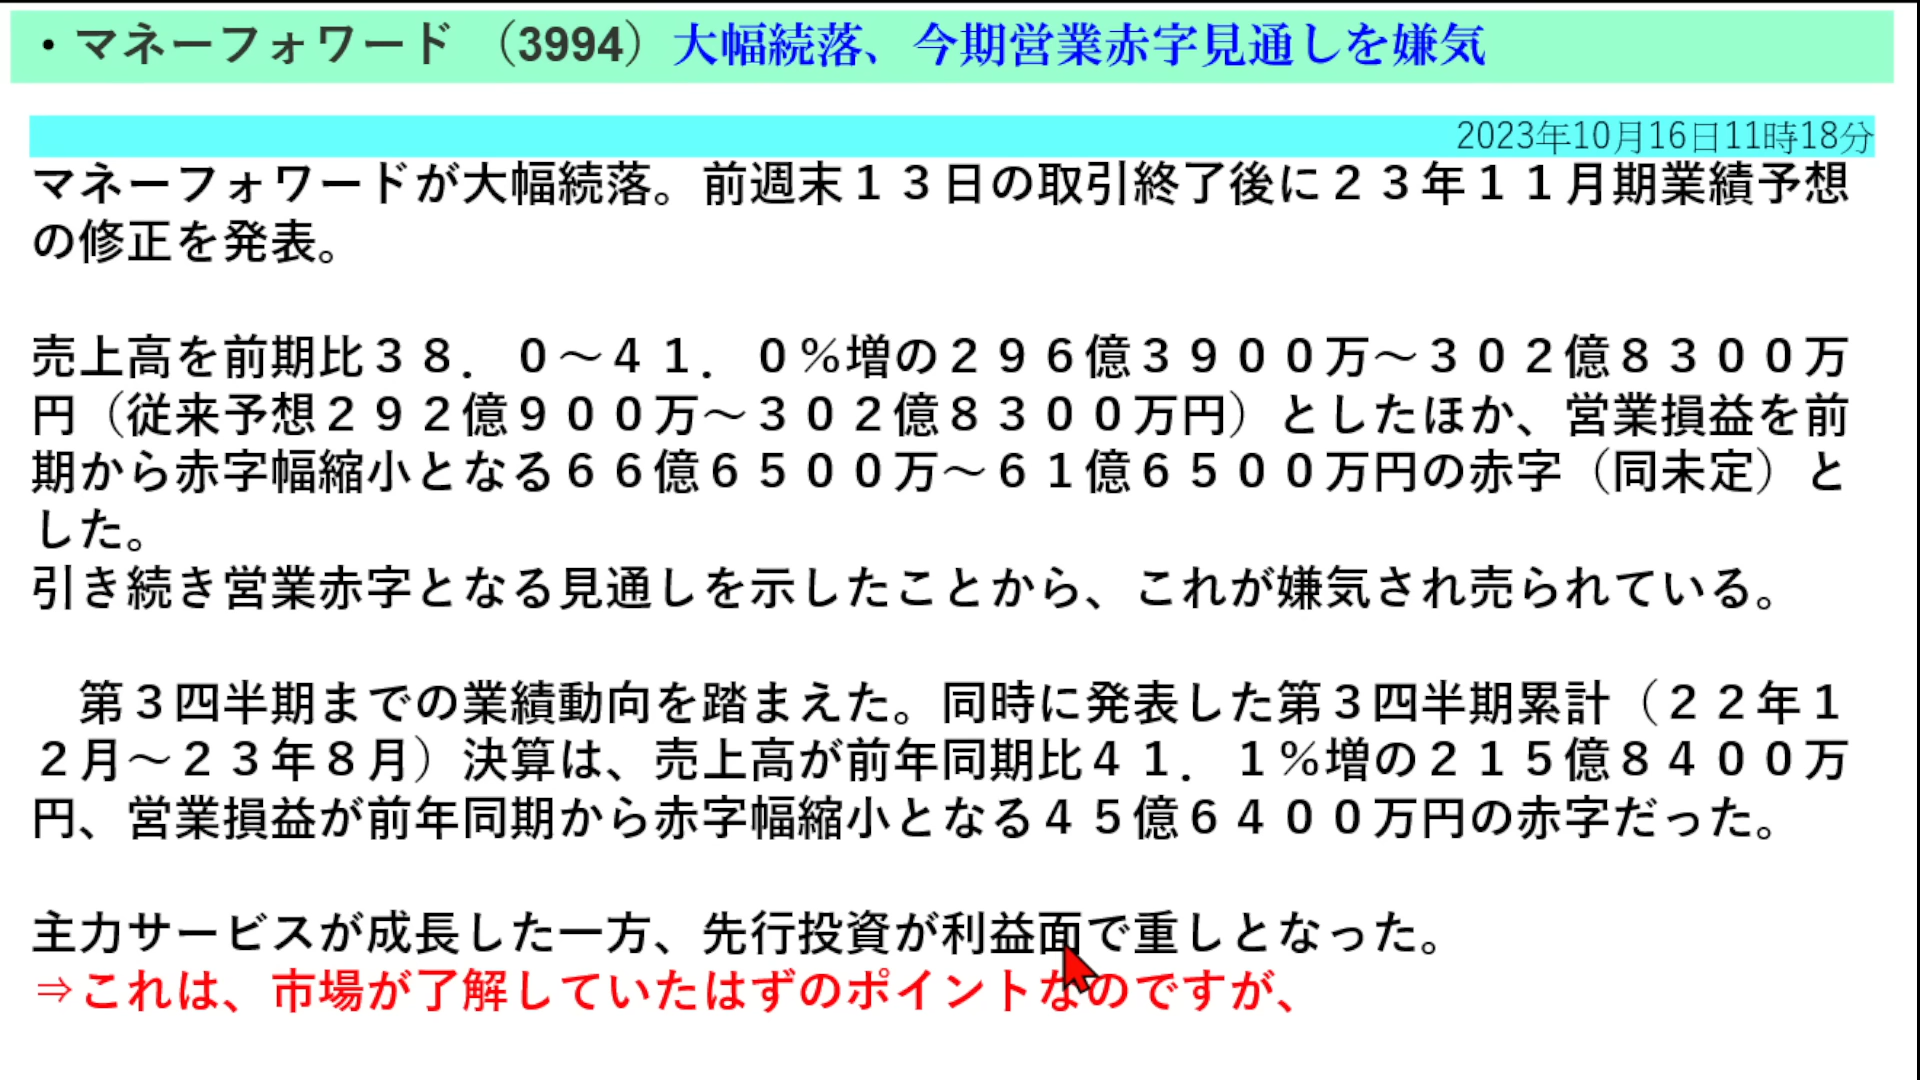 ・マネーフォワード （3994）大幅続落、今期営業赤字見通しを嫌気
2023年10月16日11時18分
マネーフォワードが大幅続落。前週末１３日の取引終了後に２３年１１月期業績予想
の修正を発表。
売上高を前期比３８．０～４１．０％増の２９６億３９００万～３０２億８３００万
円（従来予想２９２億９００万～３０２億８３００万円）としたほか、営業損益を前
期から赤字幅縮小となる６６億６５００万～６１億６５００万円の赤字（同未定）と
した。
引き続き営業赤字となる見通しを示したことから、これが嫌気され売られている。
　第３四半期までの業績動向を踏まえた。同時に発表した第３四半期累計（２２年１
２月～２３年８月）決算は、売上高が前年同期比４１．１％増の２１５億８４００万
円、営業損益が前年同期から赤字幅縮小となる４５億６４００万円の赤字だった。
主力サービスが成長した一方、先行投資が利益面で重しとなった。
⇒これは、市場が了解していたはずのポイントなのですが、